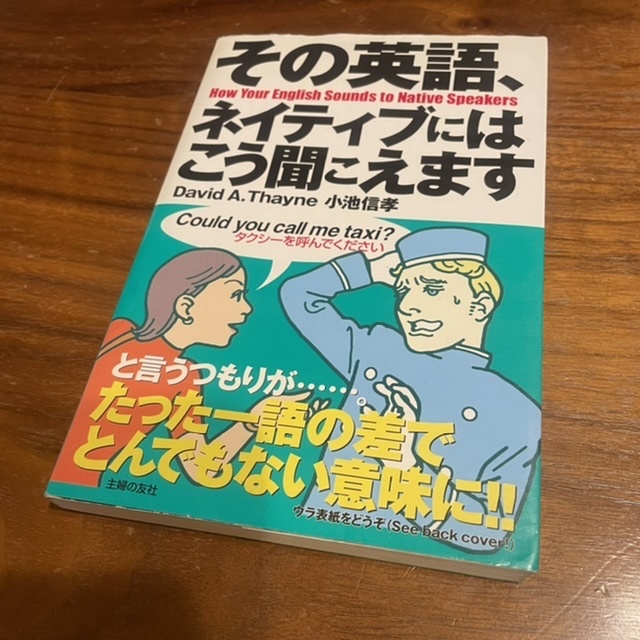 その英語、
How Your English Sounds to Native Speakers
ネイティブには
こう聞こえます
David A. Thayne 小池信孝
Could you call me taxi?
タクシーを呼んでください
と言うつもりが……。
たった一語の差で
とんでもない意味に!!
主婦の友社
ウラ表紙をどうぞ(See back cover!)